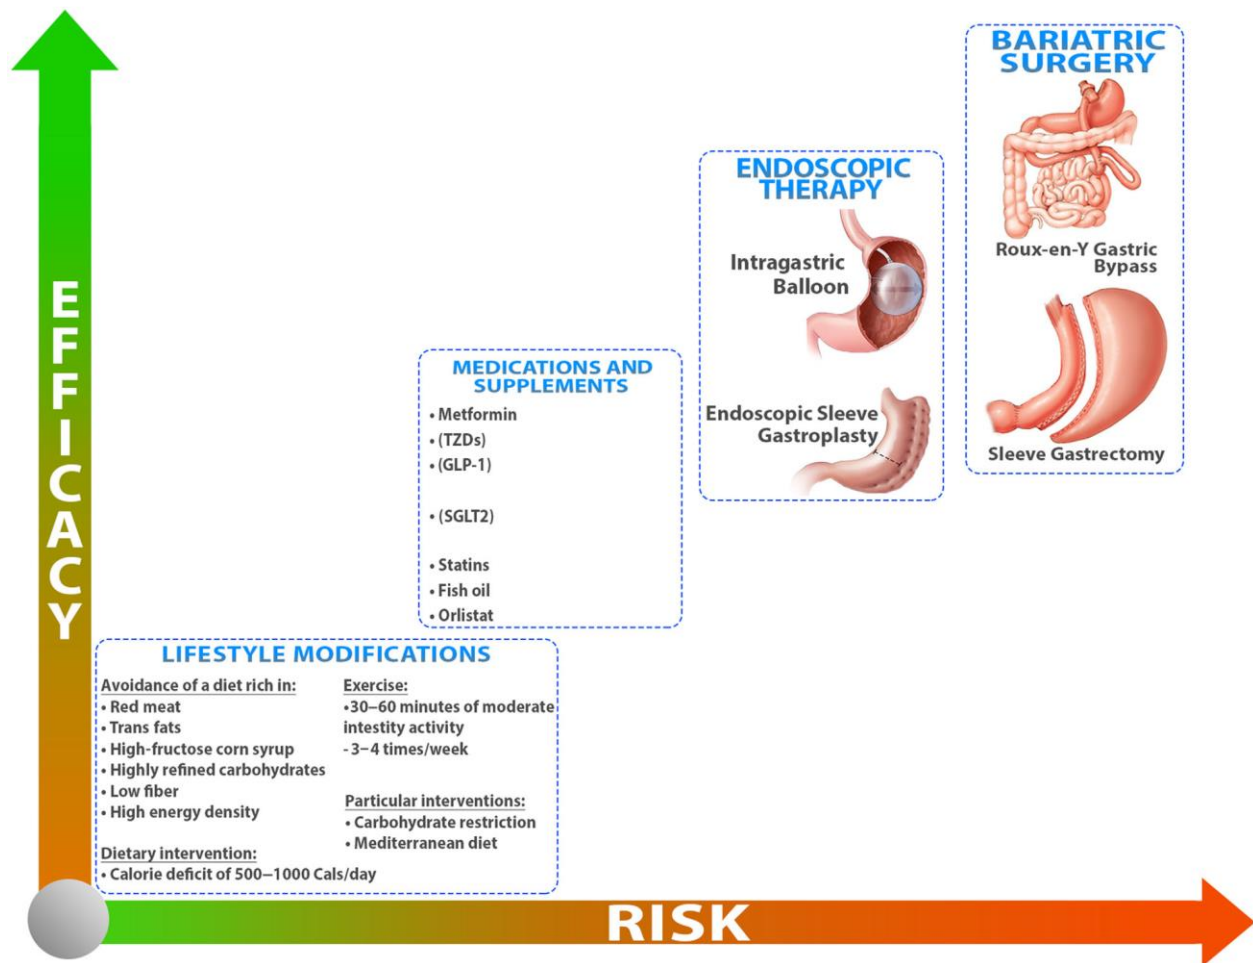 EFFICACY
BARIATRIC
SURGERY
Roux-en-Y Gastric
Bypass
Sleeve Gastrectomy
ENDOSCOPIC
THERAPY
Intragastric
Balloon
Endoscopic Sleeve
Gastroplasty
MEDICATIONS AND
SUPPLEMENTS
• Metformin
• (TZDs)
• (GLP-1)
• (SGLT2)
• Statins
• Fish oil
• Orlistat
LIFESTYLE MODIFICATIONS
Avoidance of a diet rich in:
• Red meat
• Trans fats
• High-fructose corn syrup
• Highly refined carbohydrates
• Low fiber
• High energy density
Dietary intervention:
• Calorie deficit of 500–1000 Cals/day
Exercise:
•30–60 minutes of moderate
intestity activity
- 3–4 times/week
Particular interventions:
• Carbohydrate restriction
• Mediterranean diet
RISK